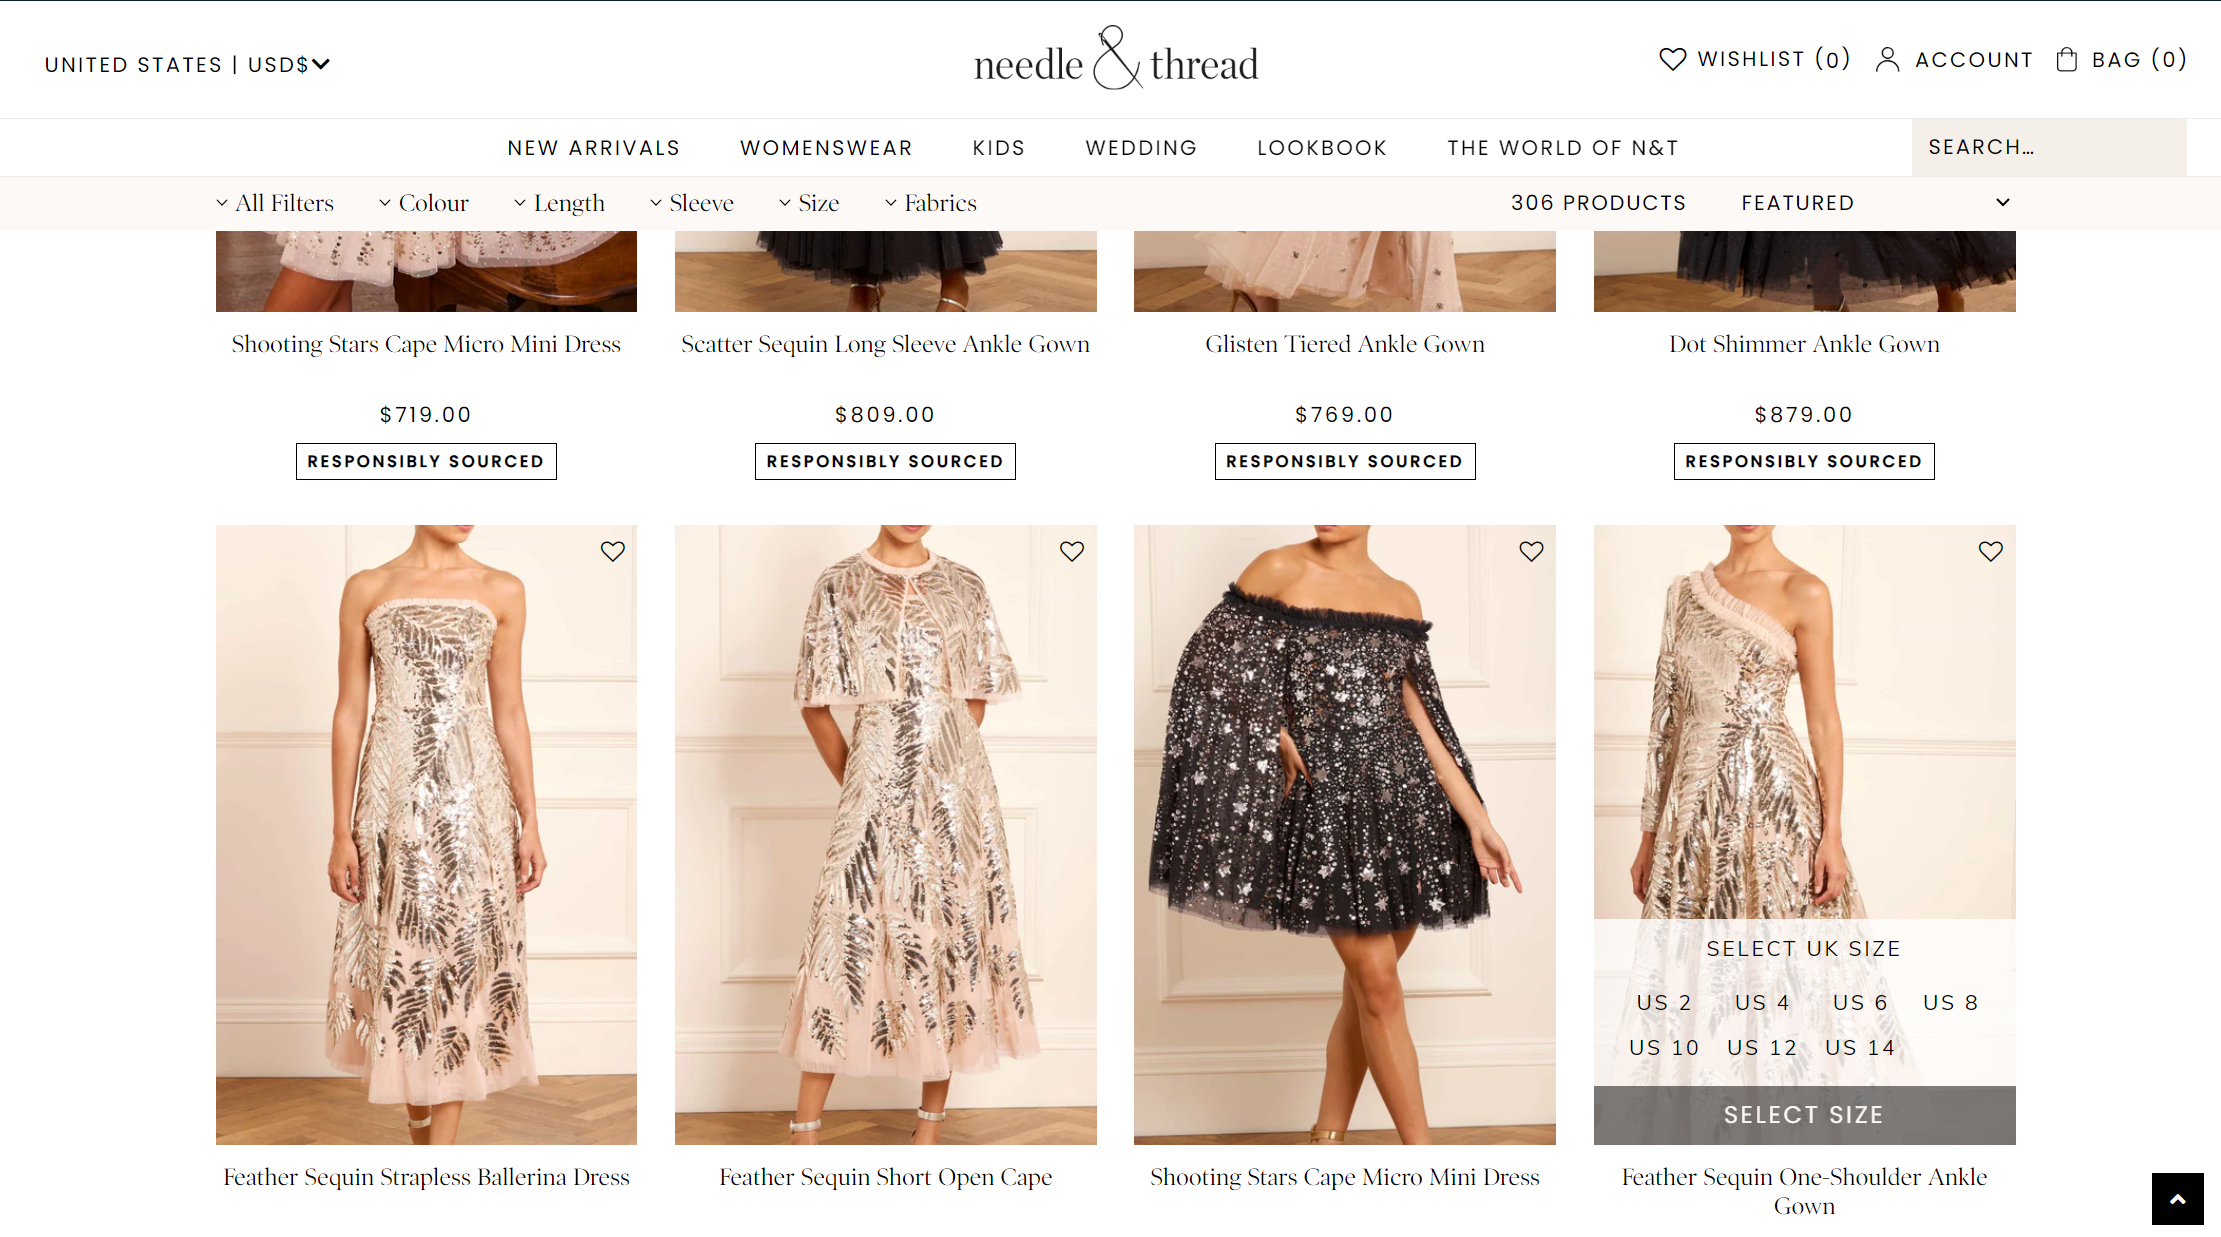 UNITED STATES | USD$
needle & thread
WISHLIST (0)
ACCOUNT
BAG (0)
NEW ARRIVALS
WOMENSWEAR
KIDS
WEDDING
LOOKBOOK
THE WORLD OF N&T
SEARCH...
All Filters
Colour
Length
Sleeve
Size
Fabrics
306 PRODUCTS
FEATURED
Shooting Stars Cape Micro Mini Dress
$719.00
RESPONSIBLY SOURCED
Scatter Sequin Long Sleeve Ankle Gown
$809.00
RESPONSIBLY SOURCED
Glisten Tiered Ankle Gown
$769.00
RESPONSIBLY SOURCED
Dot Shimmer Ankle Gown
$879.00
RESPONSIBLY SOURCED
Feather Sequin Strapless Ballerina Dress
Feather Sequin Short Open Cape
Shooting Stars Cape Micro Mini Dress
SELECT UK SIZE
US 2 US 4 US 6 US 8
US 10 US 12 US 14
SELECT SIZE
Feather Sequin One-Shoulder Ankle
Gown